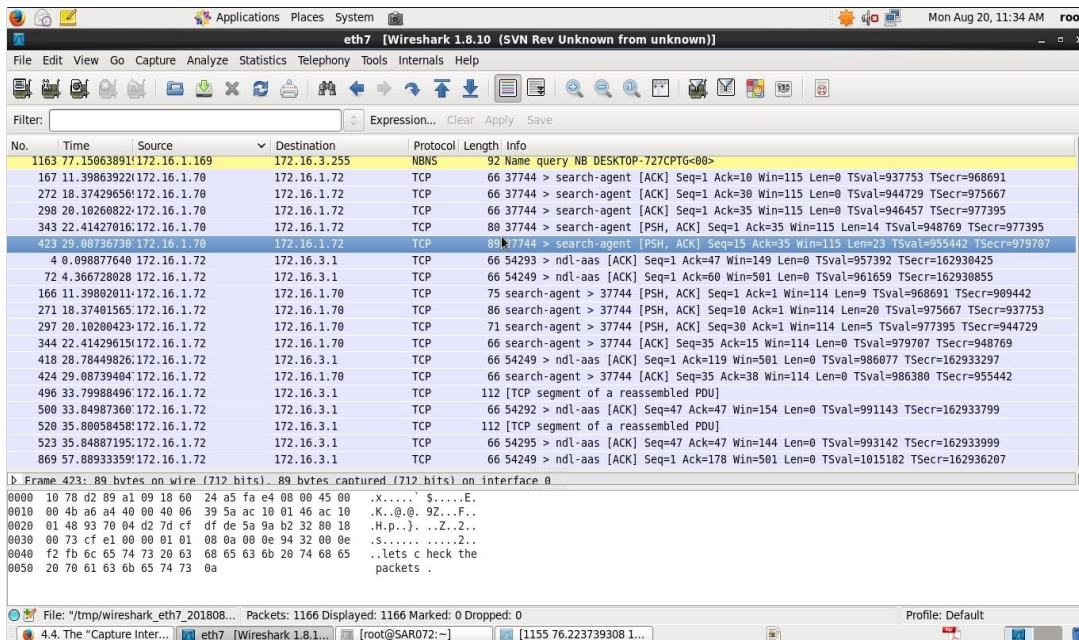 Applications Places System Mon Aug 20, 11:34 AM roo
eth7 [Wireshark 1.8.10 (SVN Rev Unknown from unknown)]
File Edit View Go Capture Analyze Statistics Telephony Tools Internals Help
Filter: Expression... Clear Apply Save
No. Time Source Destination Protocol Length Info
1163 77.150638919 172.16.1.169 172.16.3.255 NBNS 92 Name query NB DESKTOP-727CPTG<00>
167 11.39863922 172.16.1.70 172.16.1.72 TCP 66 37744 > search-agent [ACK] Seq=1 Ack=10 Win=115 Len=0 TSval=937753 TSecr=968691
272 18.37429656 172.16.1.70 172.16.1.72 TCP 66 37744 > search-agent [ACK] Seq=1 Ack=30 Win=115 Len=0 TSval=944729 TSecr=975667
298 20.10260822 172.16.1.70 172.16.1.72 TCP 66 37744 > search-agent [ACK] Seq=1 Ack=35 Win=115 Len=0 TSval=946457 TSecr=977395
343 22.41427016 172.16.1.70 172.16.1.72 TCP 80 37744 > search-agent [PSH, ACK] Seq=1 Ack=35 Win=115 Len=14 TSval=948769 TSecr=977395
423 29.08736730 172.16.1.70 172.16.1.72 TCP 89 37744 > search-agent [PSH, ACK] Seq=15 Ack=35 Win=115 Len=23 TSval=955442 TSecr=979707
4 0.098877640 172.16.1.72 172.16.3.1 TCP 66 54293 > ndl-aas [ACK] Seq=1 Ack=47 Win=149 Len=0 TSval=957392 TSecr=162930425
72 4.366728028 172.16.1.72 172.16.3.1 TCP 66 54249 > ndl-aas [ACK] Seq=1 Ack=60 Win=501 Len=0 TSval=961659 TSecr=162930855
166 11.39802011 172.16.1.72 172.16.1.70 TCP 75 search-agent > 37744 [PSH, ACK] Seq=1 Ack=1 Win=114 Len=9 TSval=968691 TSecr=909442
271 18.37401565 172.16.1.72 172.16.1.70 TCP 86 search-agent > 37744 [PSH, ACK] Seq=10 Ack=1 Win=114 Len=20 TSval=975667 TSecr=937753
297 20.10200423 172.16.1.72 172.16.1.70 TCP 71 search-agent > 37744 [PSH, ACK] Seq=30 Ack=1 Win=114 Len=5 TSval=977395 TSecr=944729
344 22.41429615 172.16.1.72 172.16.1.70 TCP 66 search-agent > 37744 [ACK] Seq=35 Ack=15 Win=114 Len=0 TSval=979707 TSecr=948769
418 28.78449826 172.16.1.72 172.16.3.1 TCP 66 54249 > ndl-aas [ACK] Seq=1 Ack=119 Win=501 Len=0 TSval=986077 TSecr=162933297
424 29.08739404 172.16.1.72 172.16.1.70 TCP 66 search-agent > 37744 [ACK] Seq=35 Ack=38 Win=114 Len=0 TSval=986380 TSecr=955442
496 33.79988496 172.16.1.72 172.16.3.1 TCP 112 [TCP segment of a reassembled PDU]
500 33.84987360 172.16.1.72 172.16.3.1 TCP 66 54292 > ndl-aas [ACK] Seq=47 Ack=47 Win=154 Len=0 TSval=991143 TSecr=162933799
520 35.80058458 172.16.1.72 172.16.3.1 TCP 112 [TCP segment of a reassembled PDU]
523 35.84887195 172.16.1.72 172.16.3.1 TCP 66 54295 > ndl-aas [ACK] Seq=47 Ack=47 Win=144 Len=0 TSval=993142 TSecr=162933999
869 57.88933359 172.16.1.72 172.16.3.1 TCP 66 54249 > ndl-aas [ACK] Seq=1 Ack=178 Win=501 Len=0 TSval=1015182 TSecr=162936207
Frame 423: 89 bytes on wire (712 bits), 89 bytes captured (712 bits) on interface 0
0000 10 78 d2 89 a1 09 18 60 24 a5 fa e4 08 00 45 00 .x.....` $.....E.
0010 00 4b a6 a4 40 00 40 06 39 5a ac 10 01 46 ac 10 .K..@.@. 9Z...F..
0020 01 48 93 70 04 d2 7d cf df de 5a 9a b2 32 80 18 .H.p..}. ..Z..2..
0030 00 73 cf e1 00 00 01 01 08 0a 00 0e 94 32 00 0e .s...... .....2..
0040 f2 fb 6c 65 74 73 20 63 68 65 63 6b 20 74 68 65 ..lets c heck the
0050 20 70 61 63 6b 65 74 73 0a packets .
File: "/tmp/wireshark_eth7_201808... Packets: 1166 Displayed: 1166 Marked: 0 Dropped: 0 Profile: Default
4.4. The “Capture Inter... eth7 [Wireshark 1.8.1... [root@SAR072:~] [1155 76.223739308 1...